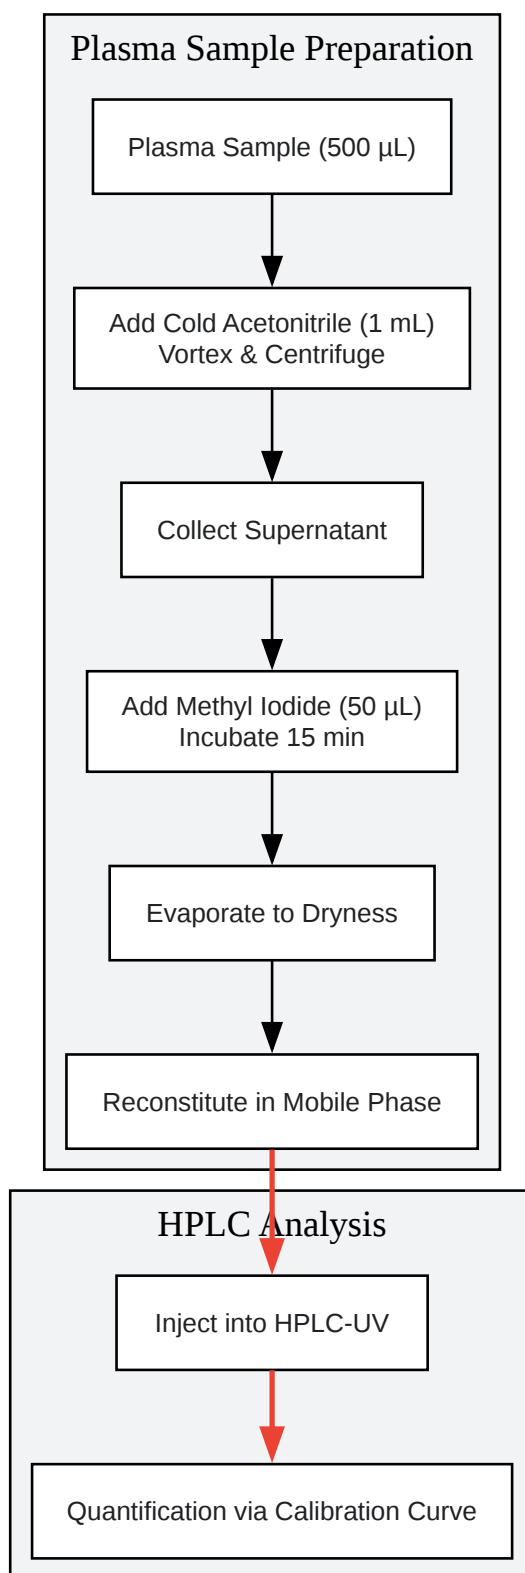 Plasma Sample Preparation
Plasma Sample (500 µL)
Add Cold Acetonitrile (1 mL)
Vortex & Centrifuge
Collect Supernatant
Add Methyl Iodide (50 µL)
Incubate 15 min
Evaporate to Dryness
Reconstitute in Mobile Phase
HPLC Analysis
Inject into HPLC-UV
Quantification via Calibration Curve